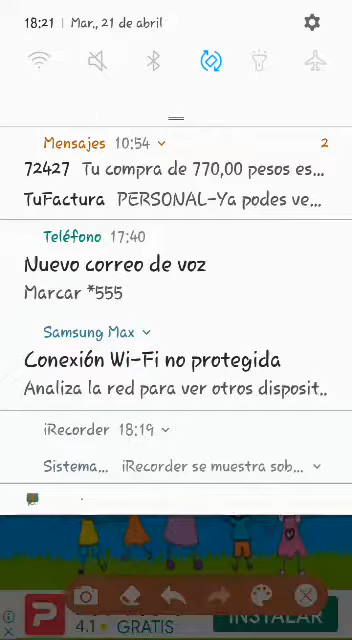 18:21 | Mar., 21 de abril
Mensajes 10:54 2
72427 Tu compra de 770,00 pesos es...
TuFactura PERSONAL-Ya podes ve...
Teléfono 17:40
Nuevo correo de voz
Marcar *555
Samsung Max
Conexión Wi-Fi no protegida
Analiza la red para ver otros disposit..
iRecorder 18:19
Sistema... iRecorder se muestra sob...
4.1 GRATIS
INSTALAR